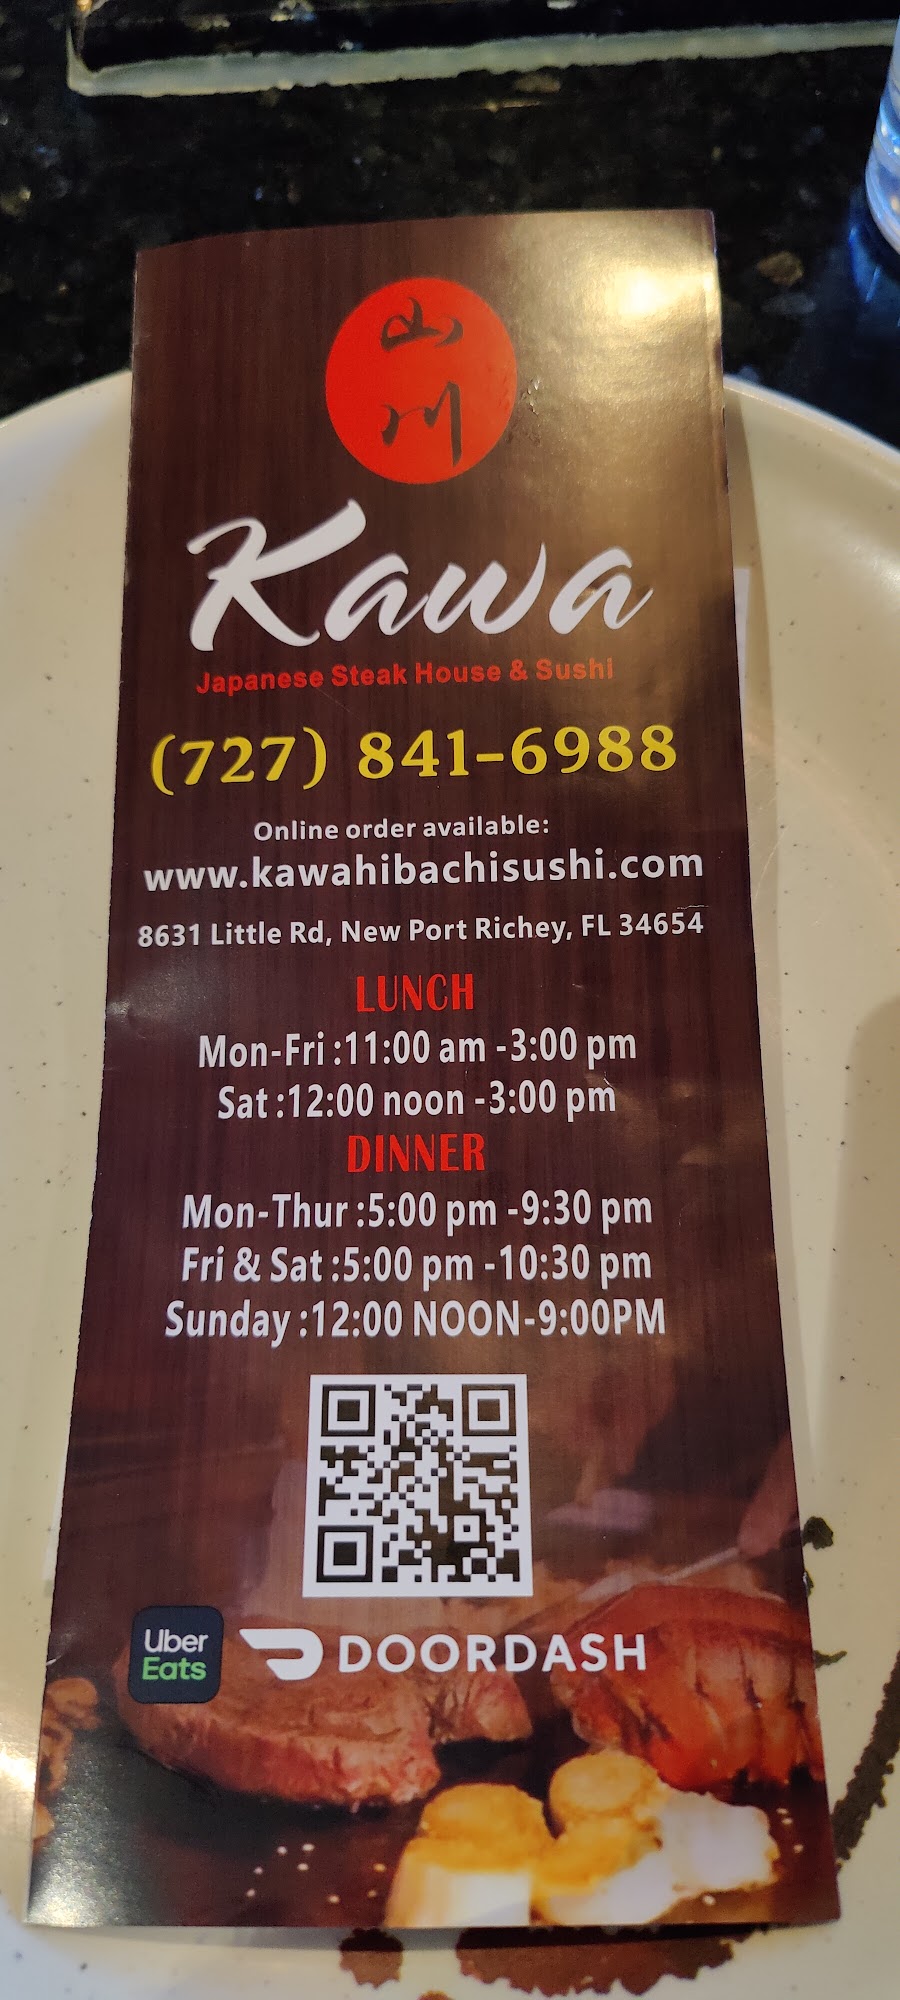 山
川
Kawa
Japanese Steak House & Sushi
(727) 841-6988
Online order available:
www.kawahibachisushi.com
8631 Little Rd, New Port Richey, FL 34654
LUNCH
Mon-Fri :11:00 am -3:00 pm
Sat :12:00 noon -3:00 pm
DINNER
Mon-Thur :5:00 pm -9:30 pm
Fri & Sat :5:00 pm -10:30 pm
Sunday :12:00 NOON-9:00PM
Uber
Eats
DOORDASH